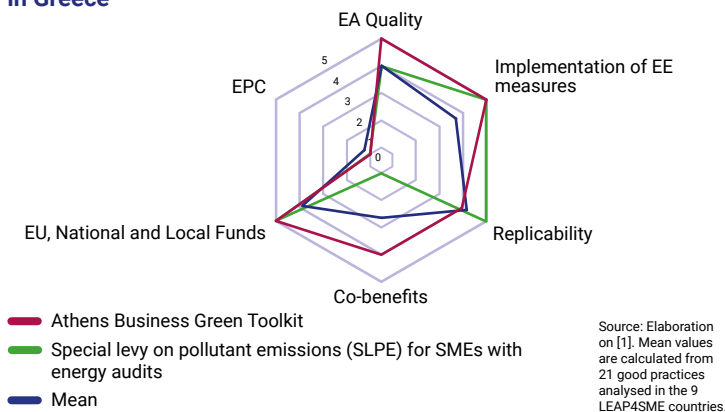 in Greece
EA Quality
5
Implementation of EE
measures
4
EPC
3
2
0
EU, National and Local Funds
Replicability
Co-benefits
Athens Business Green Toolkit
Special levy on pollutant emissions (SLPE) for SMEs with
energy audits
Mean
Source: Elaboration
on [1]. Mean values
are calculated from
21 good practices
analysed in the 9
LEAP4SME countries